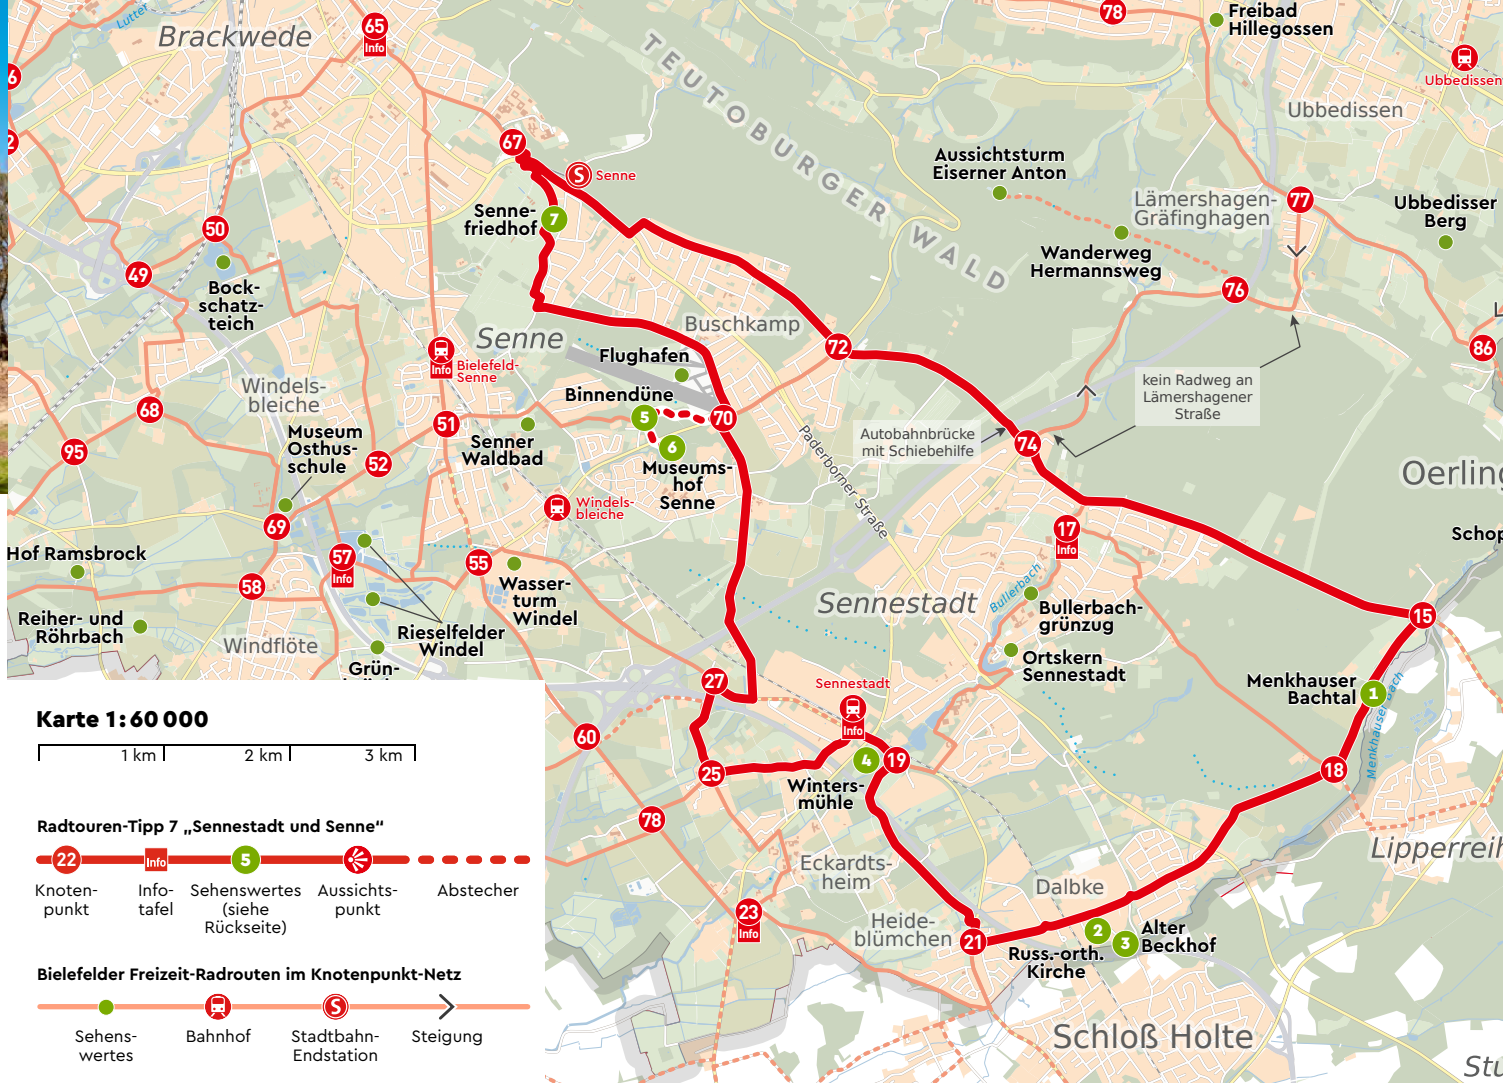 Lutter
Brackwede
65
Info
78
Freibad
Hillegossen
Ubbedissen
Ubbedissen
TEUTOBURGER WALD
67
S
Senne
Aussichtsturm
Eiserner Anton
Lämershagen-
Gräfinghagen
77
Ubbedisser
Berg
Senne-
friedhof
7
50
49
Bock-
schatz-
teich
Wanderweg
Hermannsweg
76
Senne
Buschkamp
72
86
Flughafen
Info
Bielefeld-
Senne
Binnendüne
kein Radweg an
Lämershagener
Straße
Windels-
bleiche
68
Museum
Osthus-
schule
51
5
70
6
Senner
Waldbad
Museums-
hof
Senne
Paderborner Straße
Autobahnbrücke
mit Schiebehilfe
74
95
52
Windels-
bleiche
69
17
Info
Hof Ramsbrock
57
Info
55
58
Wasser-
turm
Windel
Sennestadt
Bullerbach
Bullerbach-
grünzug
15
Reiher- und
Röhrbach
Windflöte
Rieselfelder
Windel
Grün-
Ortskern
Sennestadt
Menkhauser
Bachtal
1
Menkhauser Bach
27
Sennestadt
Info
60
25
4
19
18
Winters-
mühle
78
Eckardts-
heim
Dalbke
Lipperreih
23
Info
Heide-
blümchen
21
2
3
Russ.-orth.
Kirche
Alter
Beckhof
Schloß Holte
Karte 1:60 000
1 km
2 km
3 km
Radtouren-Tipp 7 „Sennestadt und Senne“
22
Info
5
Knoten-
punkt
Info-
tafel
Sehenswertes
(siehe
Rückseite)
Aussichts-
punkt
Abstecher
Bielefelder Freizeit-Radrouten im Knotenpunkt-Netz
S
Sehens-
wertes
Bahnhof
Stadtbahn-
Endstation
Steigung